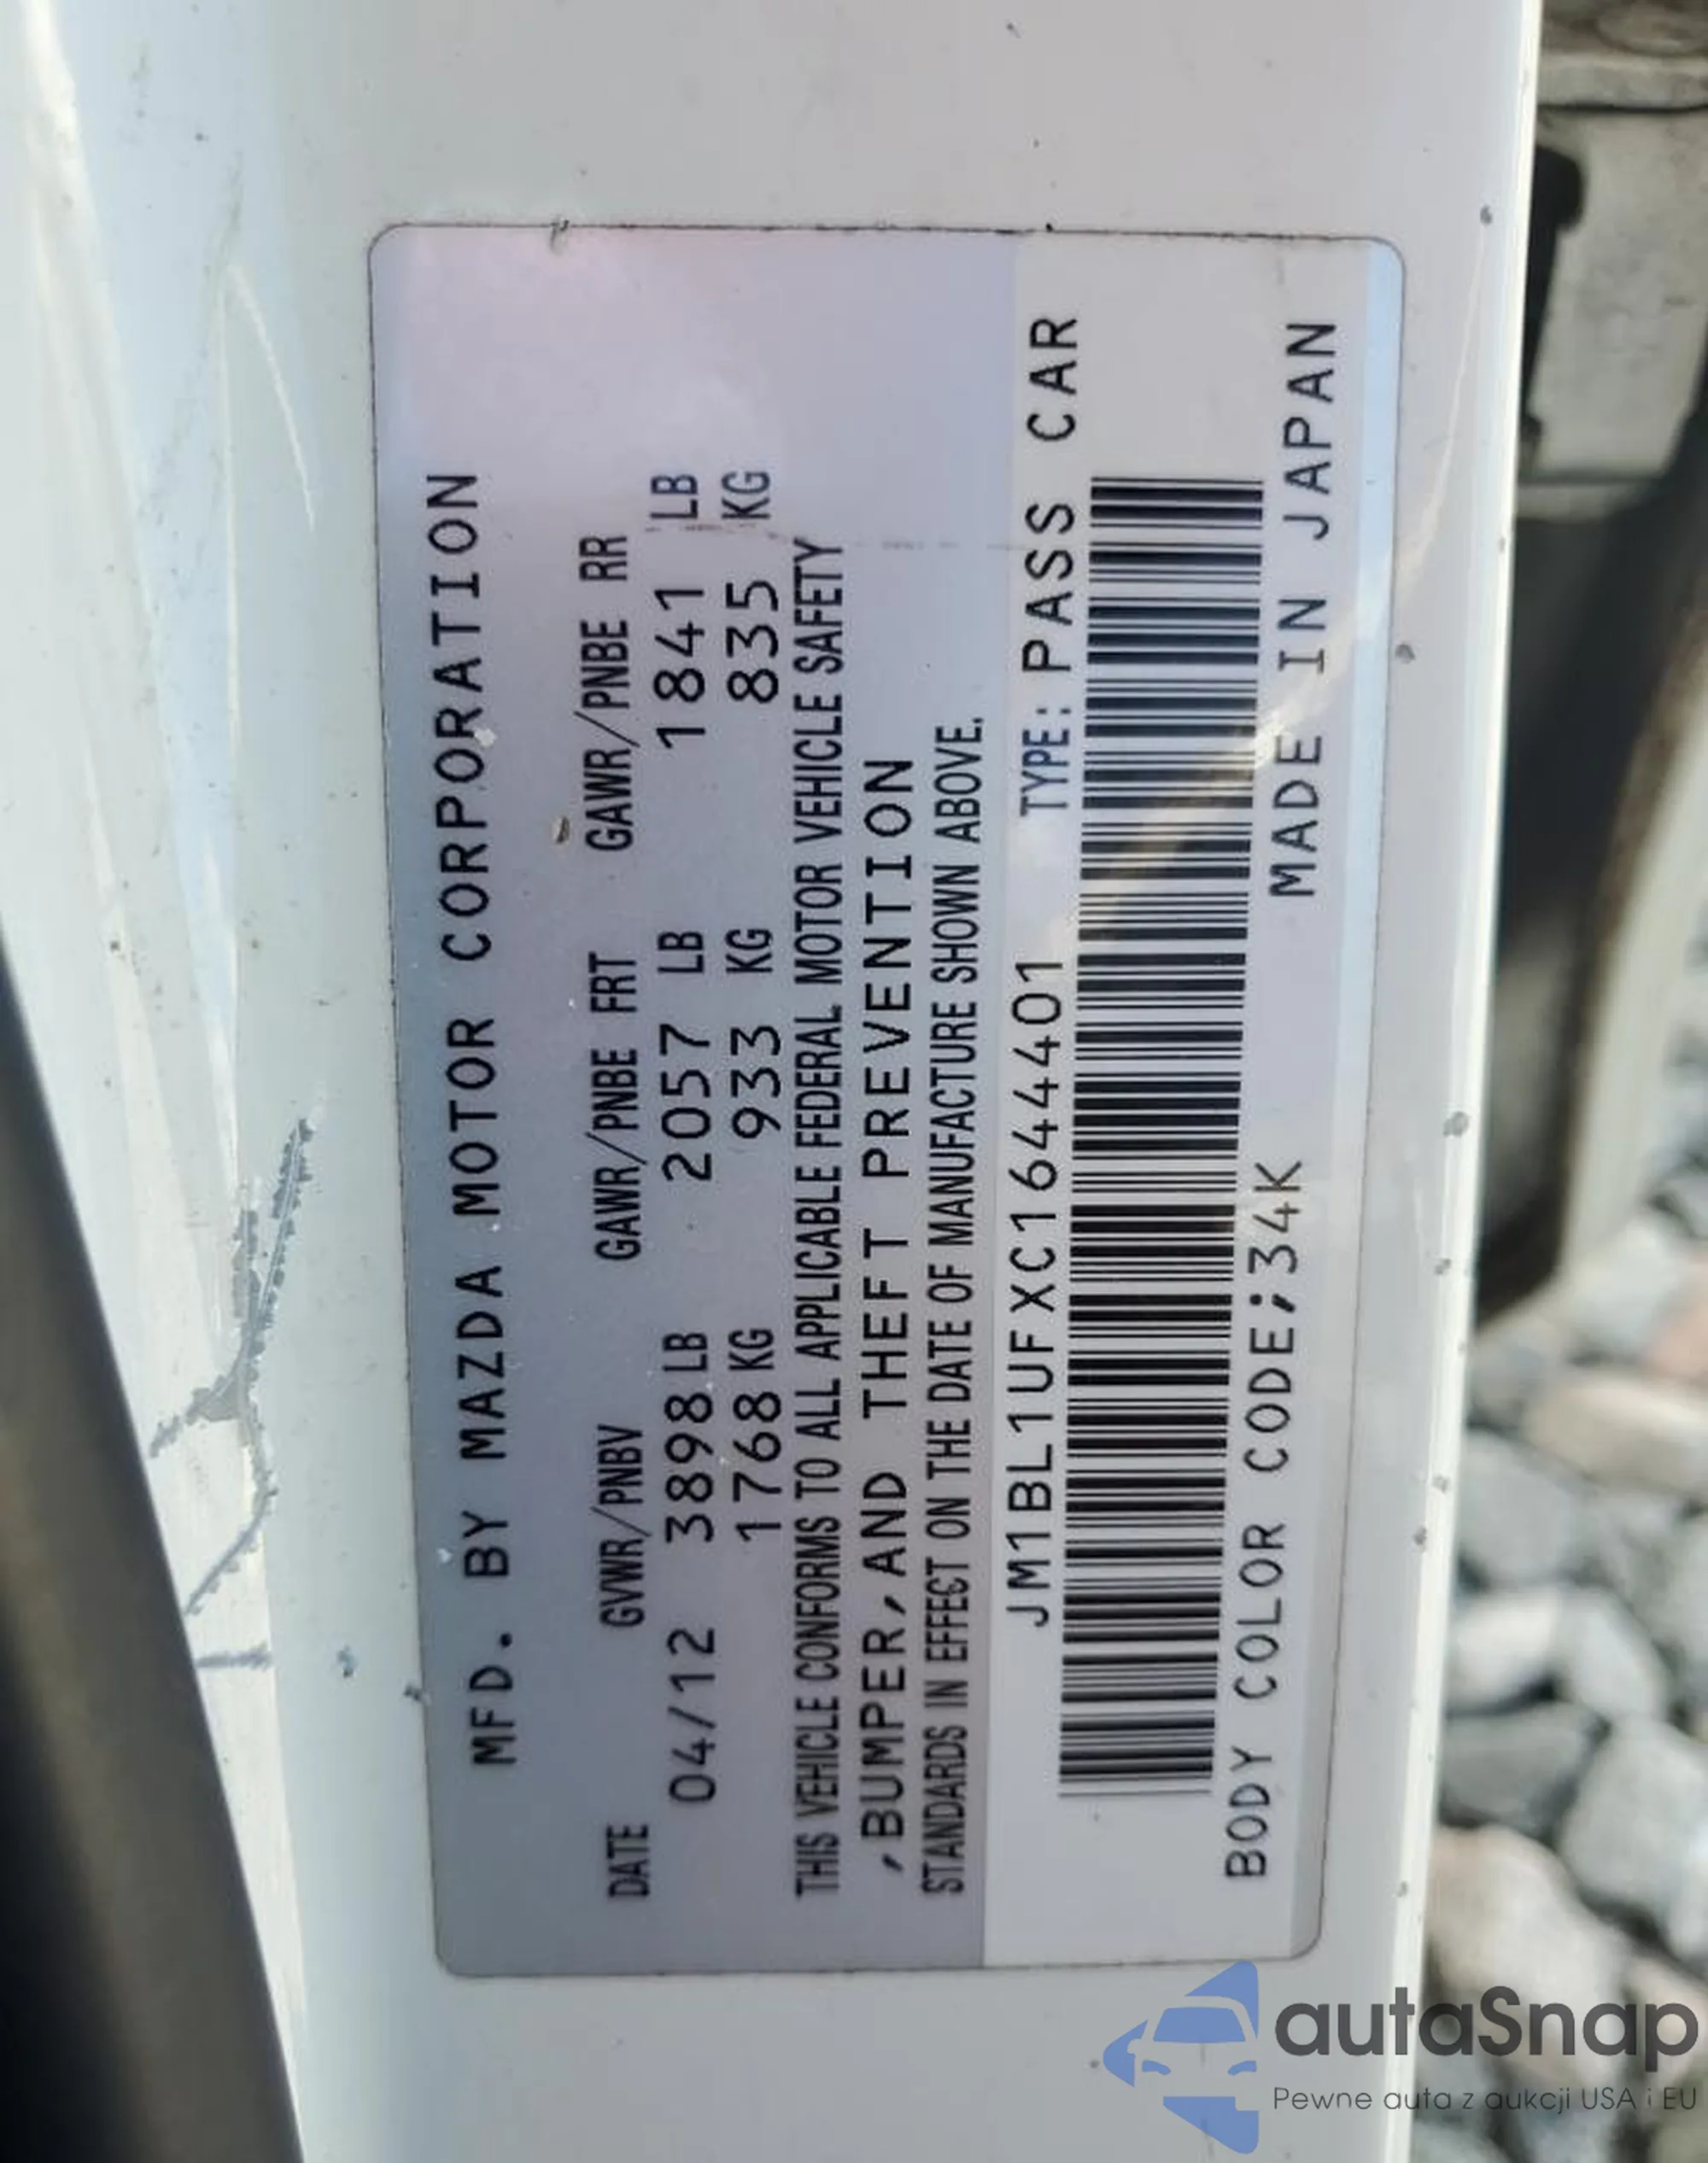 MFD. BY MAZDA MOTOR CORPORATION
DATE GVWR/PNBV GAWR/PNBE FRT GAWR/PNBE RR
04/12 3898 LB 2057 LB 1841 LB
1768 KG 933 KG 835 KG
THIS VEHICLE CONFORMS TO ALL APPLICABLE FEDERAL MOTOR VEHICLE SAFETY
,BUMPER,AND THEFT PREVENTION
STANDARDS IN EFFECT ON THE DATE OF MANUFACTURE SHOWN ABOVE.
JM1BL1UFXC1644401 TYPE: PASS CAR
BODY COLOR CODE;34K MADE IN JAPAN
autaSnap
Pewne auta z aukcji USA i EU